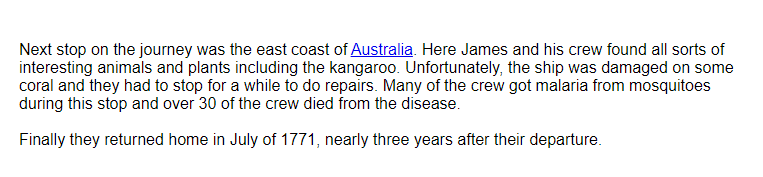 Next stop on the journey was the east coast of Australia. Here James and his crew found all sorts of
interesting animals and plants including the kangaroo. Unfortunately, the ship was damaged on some
coral and they had to stop for a while to do repairs. Many of the crew got malaria from mosquitoes
during this stop and over 30 of the crew died from the disease.
Finally they returned home in July of 1771, nearly three years after their departure.